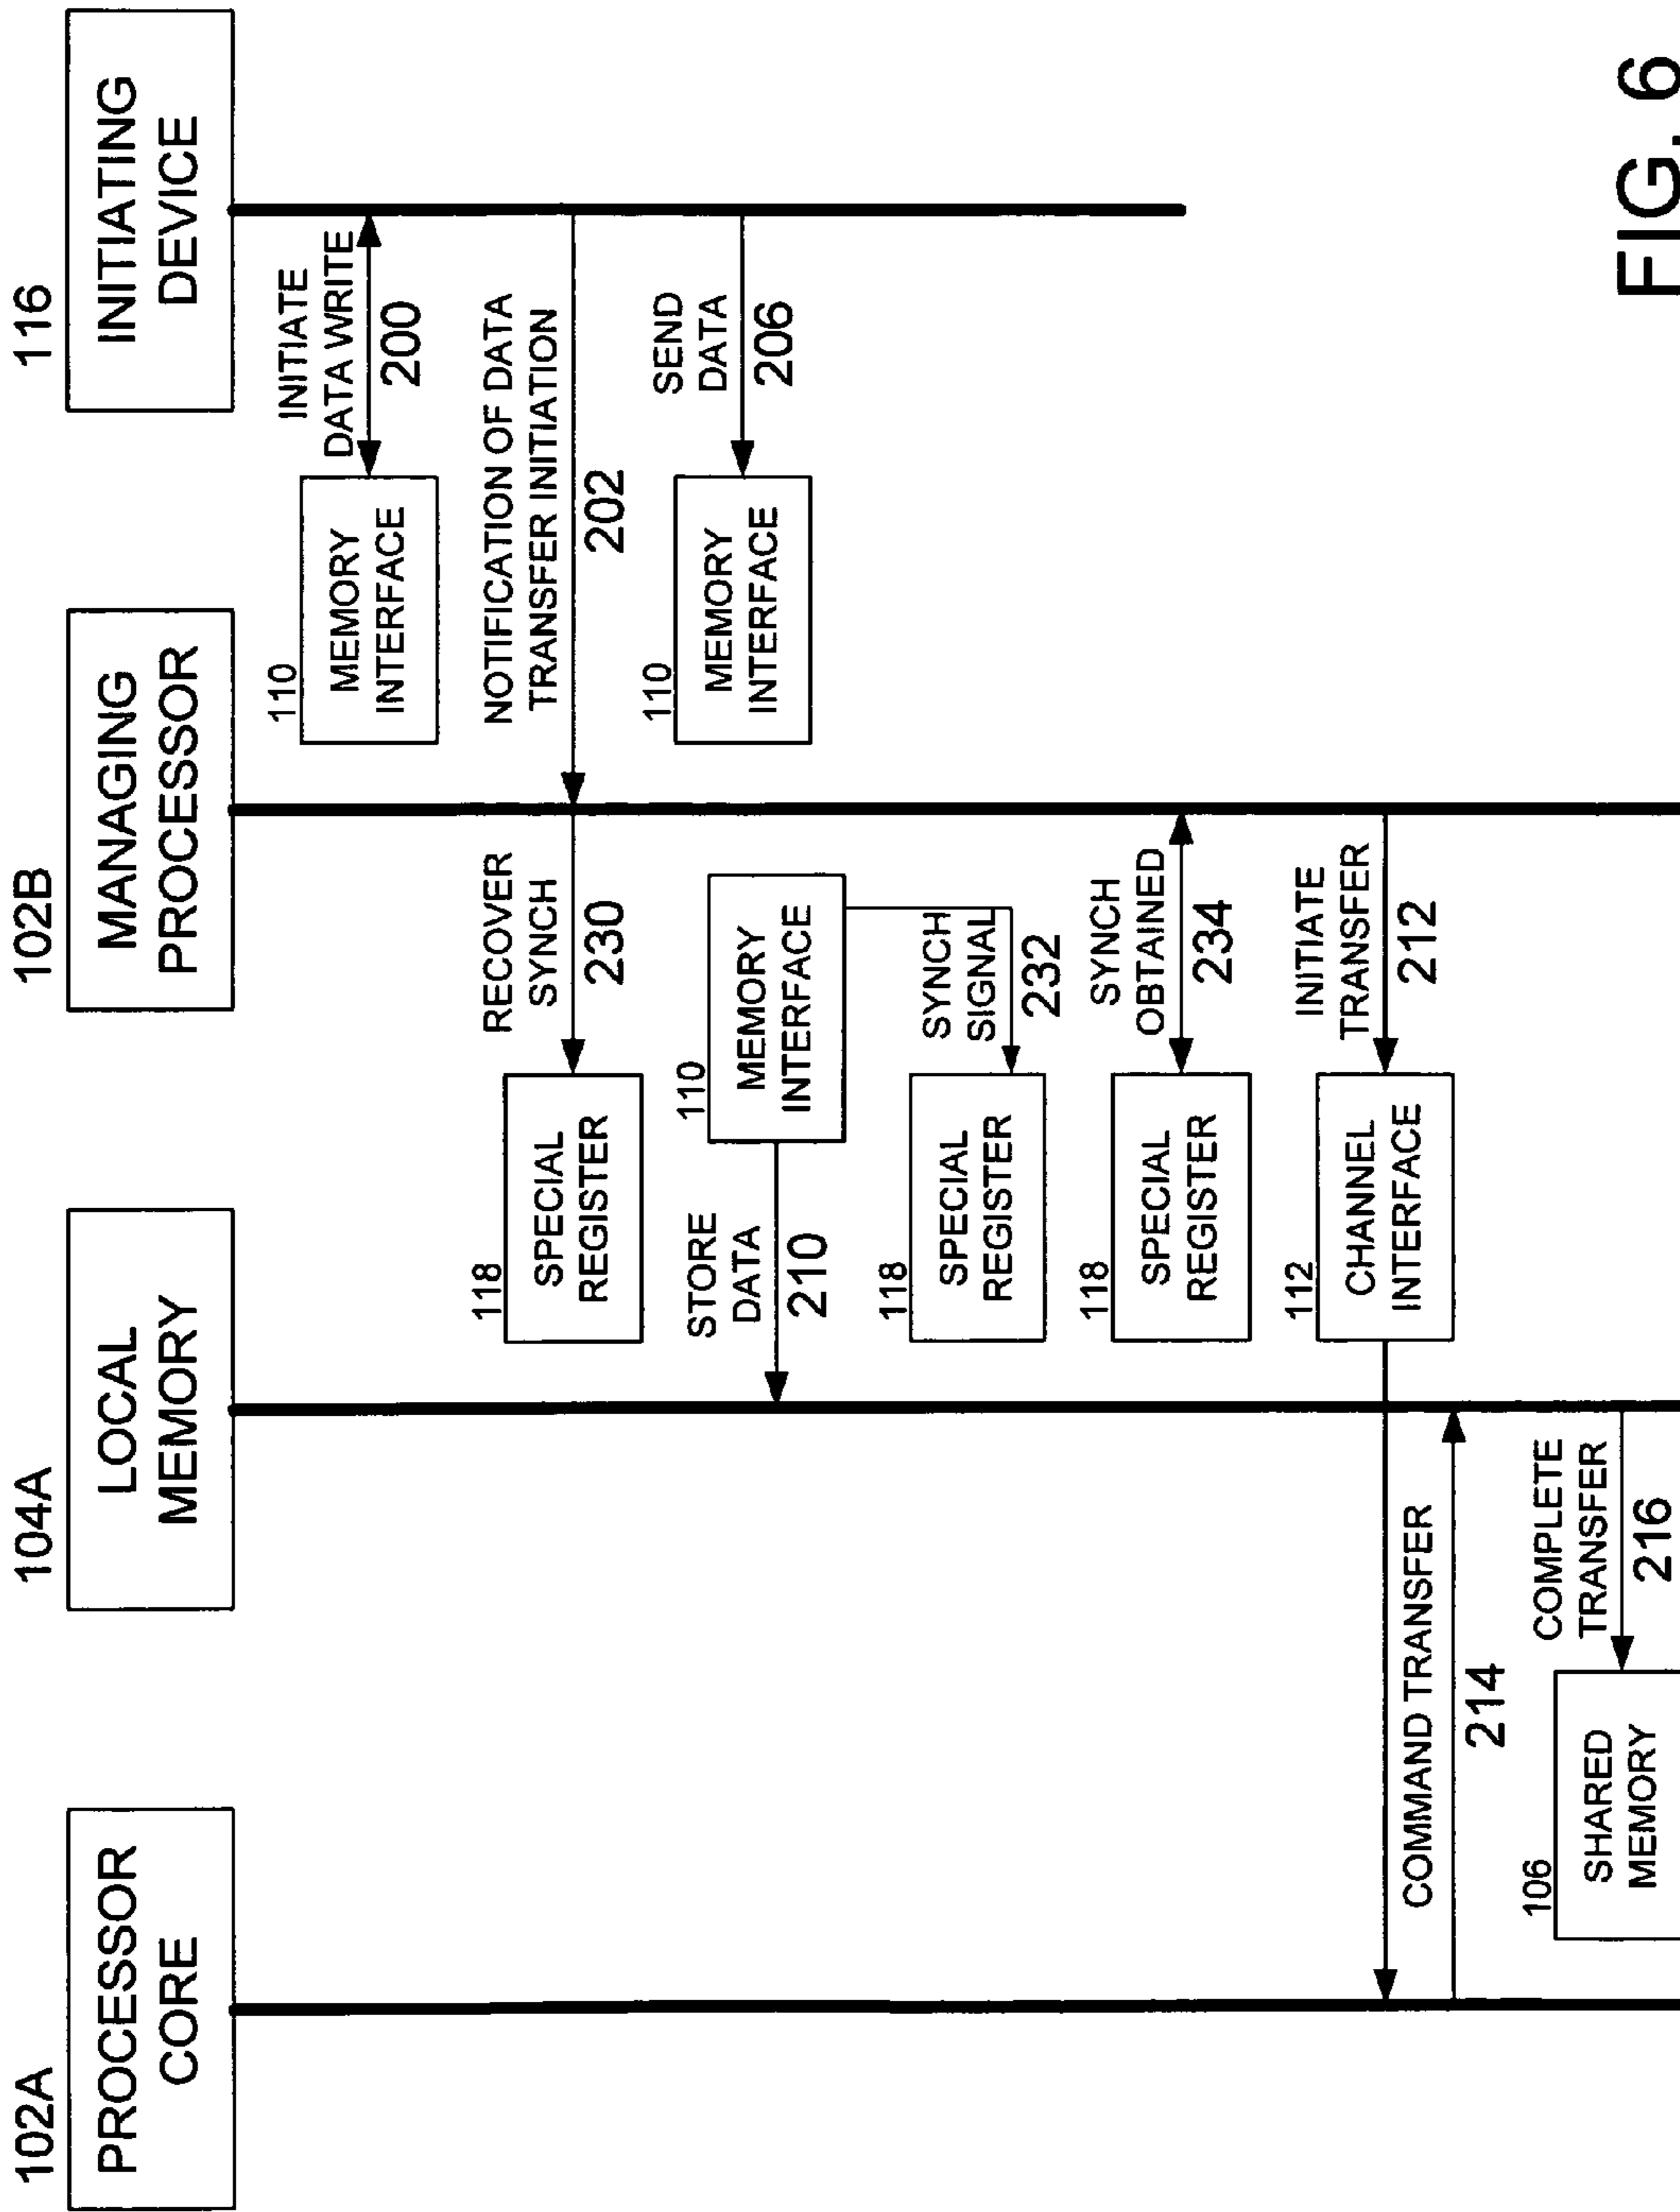 102A
PROCESSOR
CORE
104A
LOCAL
MEMORY
102B
MANAGING
PROCESSOR
116
INITIATING
DEVICE
INITIATE
DATA WRITE
200
110
MEMORY
INTERFACE
NOTIFICATION OF DATA
TRANSFER INITIATION
202
RECOVER
SYNCH
230
118
SPECIAL
REGISTER
SEND
DATA
206
110
MEMORY
INTERFACE
110
MEMORY
INTERFACE
STORE
DATA
210
SYNCH
SIGNAL
232
118
SPECIAL
REGISTER
SYNCH
OBTAINED
234
118
SPECIAL
REGISTER
INITIATE
TRANSFER
212
112
CHANNEL
INTERFACE
COMMAND TRANSFER
214
COMPLETE
TRANSFER
216
106
SHARED
MEMORY
FIG. 6